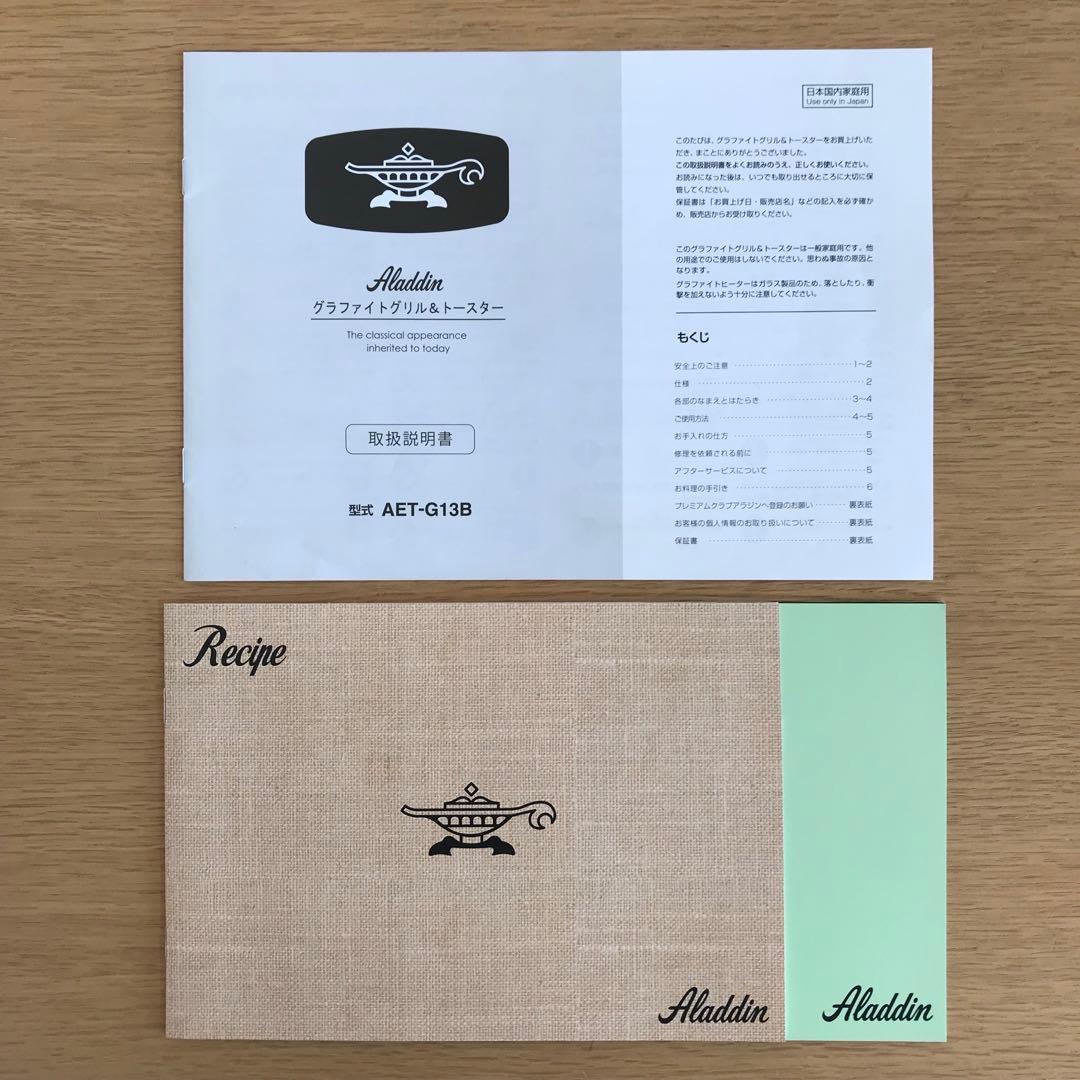 Aladdin
グラファイトグリル&トースター
The classical appearance
inherited to today
取扱説明書
型式 AET-G13B
日本国内家庭用
Use only in Japan
このたびは、グラファイトグリル&トースターをお買上げいた
だき、まことにありがとうございました。
この取扱説明書をよくお読みのうえ、正しくお使いください。
お読みになった後は、いつでも取り出せるところに大切に保
管してください。
保証書は「お買上げ日・販売店名」などの記入を必ず確か
め、販売店からお受け取りください。
このグラファイトグリル&トースターは一般家庭用です。他
の用途でのご使用はしないでください。思わぬ事故の原因と
なります。
グラファイトヒーターはガラス製品のため、落としたり、衝
撃を加えないよう十分に注意してください。
もくじ
安全上のご注意 1〜2
仕様 2
各部のなまえとはたらき 3〜4
ご使用方法 4〜5
お手入れの仕方 5
修理を依頼される前に 5
アフターサービスについて 5
お料理の手引き 6
プレミアムクラブアラジンへ登録のお願い 裏表紙
お客様の個人情報のお取り扱いについて 裏表紙
保証書 裏表紙
Recipe
Aladdin
Aladdin